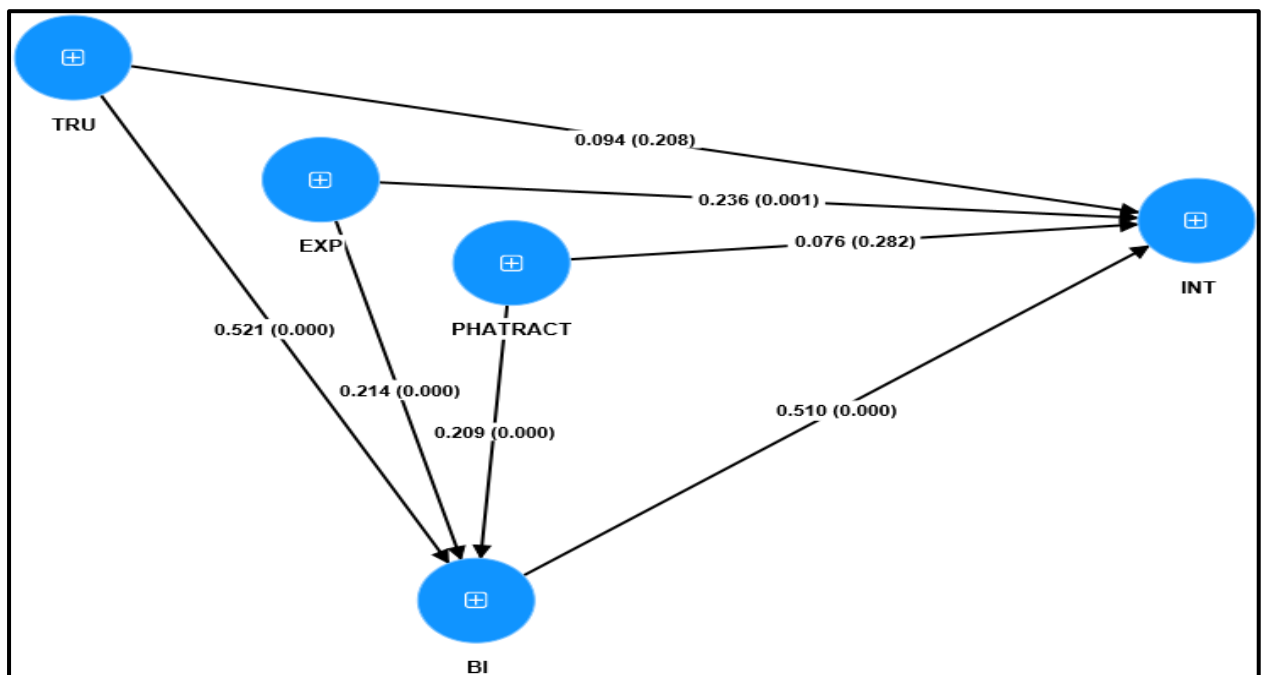 TRU
0.094 (0.208)
0.236 (0.001)
EXP
0.076 (0.282)
INT
PHATRACT
0.521 (0.000)
0.214 (0.000)
0.510 (0.000)
0.209 (0.000)
BI